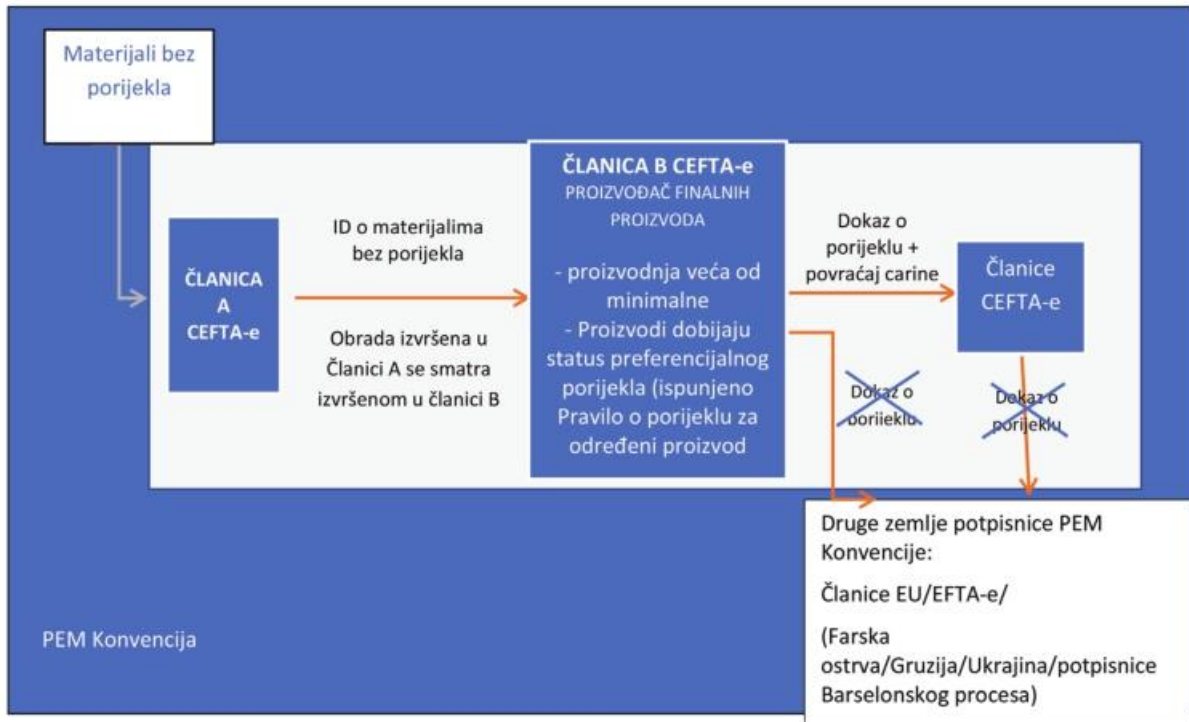 Materijali bez
porijekla
ČLANICA
A
CEFTA-e
ID o materijalima
bez porijekla
Obrada izvršena u
Članici A se smatra
izvršenom u članici B
ČLANICA B CEFTA-e
PROIZVOĐAČ FINALNIH
PROIZVODA
- proizvodnja veća od
minimalne
- Proizvodi dobijaju
status preferencijalnog
porijekla (ispunjeno
Pravilo o porijeklu za
određeni proizvod
Dokaz o
porijeklu +
povraćaj carine
Članice
CEFTA-e
Dokaz o
porijeklu
Dokaz o
porijeklu
Druge zemlje potpisnice PEM
Konvencije:
Članice EU/EFTA-e/
(Farska
ostrva/Gruzija/Ukrajina/potpisnice
Barselonskog procesa)
PEM Konvencija